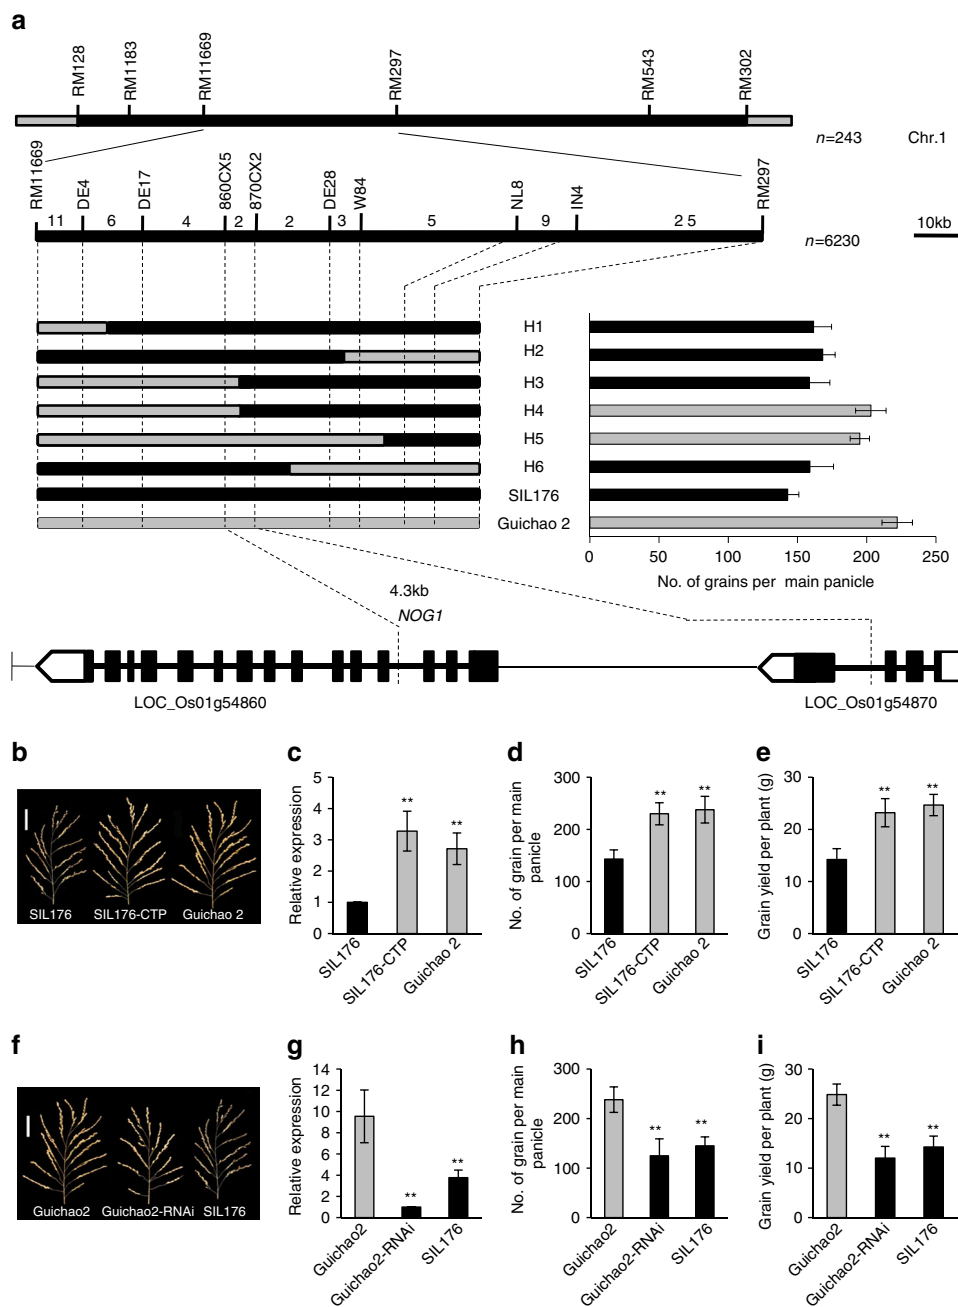 a
RM128
RM1183
RM11669
RM297
RM543
RM302
n=243
Chr.1
RM11669
DE4
DE17
860CX5
870CX2
DE28
W84
NL8
IN4
RM297
11
6
4
2
2
3
5
9
2 5
n=6230
10kb
H1
H2
H3
H4
H5
H6
SIL176
Guichao 2
0
50
100
150
200
250
No. of grains per main panicle
4.3kb
NOG1
LOC_Os01g54860
LOC_Os01g54870
b
SIL176
SIL176-CTP
Guichao 2
c
Relative expression
5
4
3
2
1
0
**
**
SIL176
SIL176-CTP
Guichao 2
d
No. of grain per main
panicle
300
200
100
0
**
**
SIL176
SIL176-CTP
Guichao 2
e
Grain yield per plant (g)
30
20
10
0
**
**
SIL176
SIL176-CTP
Guichao 2
f
Guichao2
Guichao2-RNAi
SIL176
g
Relative expression
14
12
10
8
6
4
2
0
**
**
Guichao2
Guichao2-RNAi
SIL176
h
No. of grain per main
panicle
300
200
100
0
**
**
Guichao2
Guichao2-RNAi
SIL176
i
Grain yield per plant (g)
30
20
10
0
**
**
Guichao2
Guichao2-RNAi
SIL176